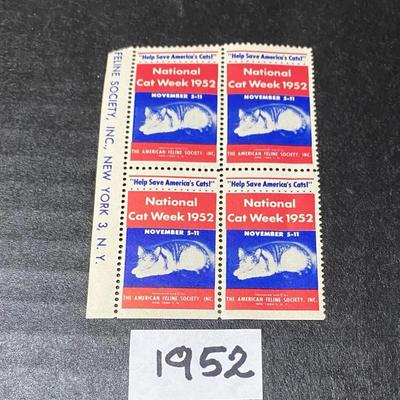 FELINE SOCIETY, INC., NEW YORK 3, N.Y.
"Help Save America's Cats!"
National
Cat Week 1952
NOVEMBER 5-11
THE AMERICAN FELINE SOCIETY, INC.
"Help Save America's Cats!"
National
Cat Week 1952
NOVEMBER 5-11
THE AMERICAN FELINE SOCIETY, INC.
"Help Save America's Cats!"
National
Cat Week 1952
NOVEMBER 5-11
THE AMERICAN FELINE SOCIETY, INC.
"Help Save America's Cats!"
National
Cat Week 1952
NOVEMBER 5-11
THE AMERICAN FELINE SOCIETY, INC.
1952